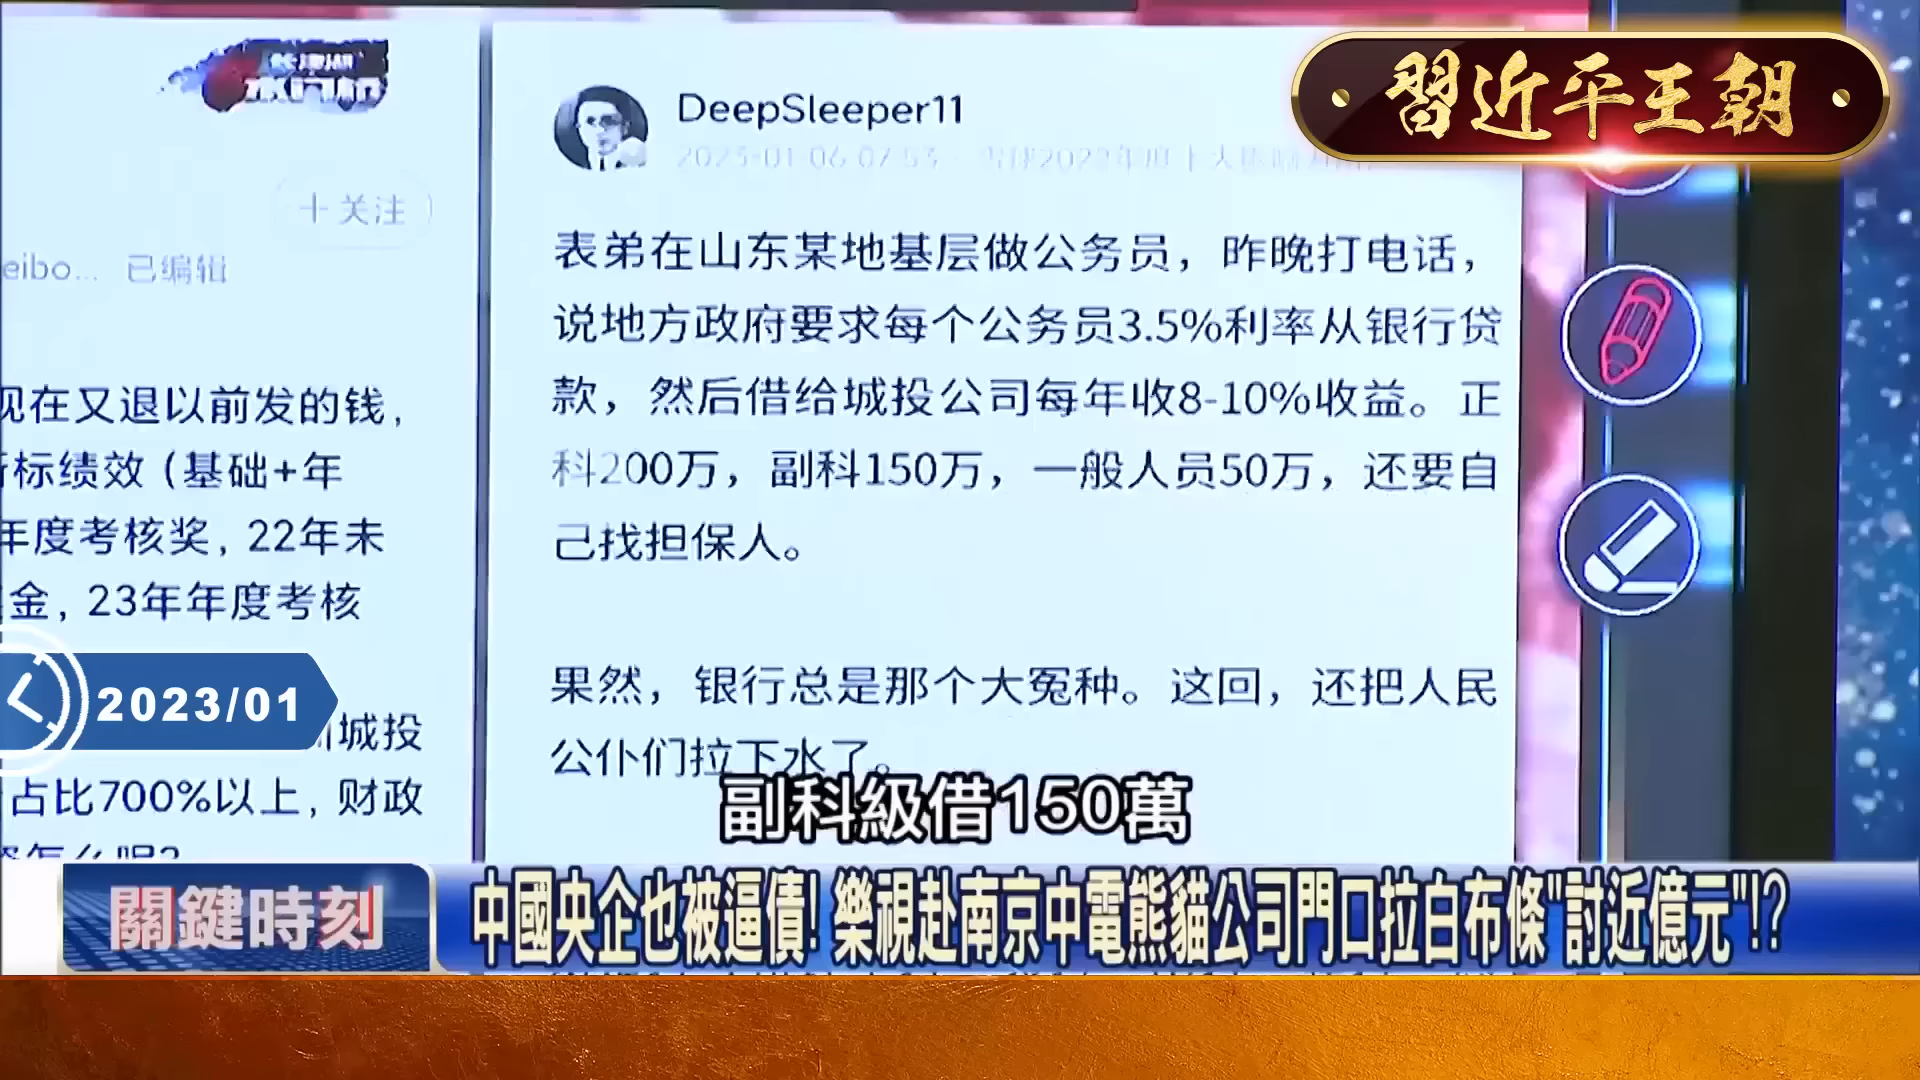 習近平王朝
DeepSleeper11
十关注
eibo... 已编辑
表弟在山东某地基层做公务员，昨晚打电话，
说地方政府要求每个公务员3.5%利率从银行贷
款，然后借给城投公司每年收8-10%收益。正
科200万，副科150万，一般人员50万，还要自
己找担保人。
果然，银行总是那个大冤种。这回，还把人民
公仆们拉下水了。
现在又退以前发的钱，
标绩效（基础+年
年度考核奖，22年未
金，23年年度考核
城投
占比700%以上，财政
2023/01
副科級借150萬
關鍵時刻
中國央企也被逼債! 樂視赴南京中電熊貓公司門口拉白布條"討近億元"!?